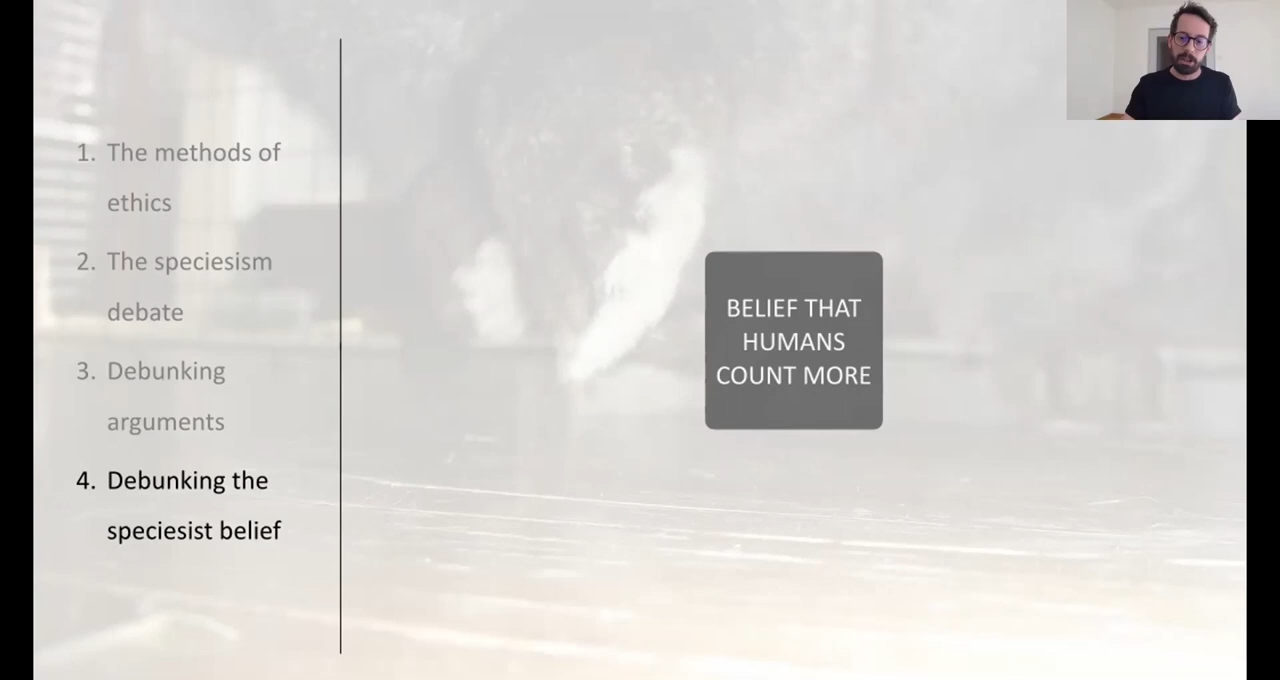 1. The methods of
ethics
2. The speciesism
debate
3. Debunking
arguments
4. Debunking the
speciesist belief
BELIEF THAT
HUMANS
COUNT MORE